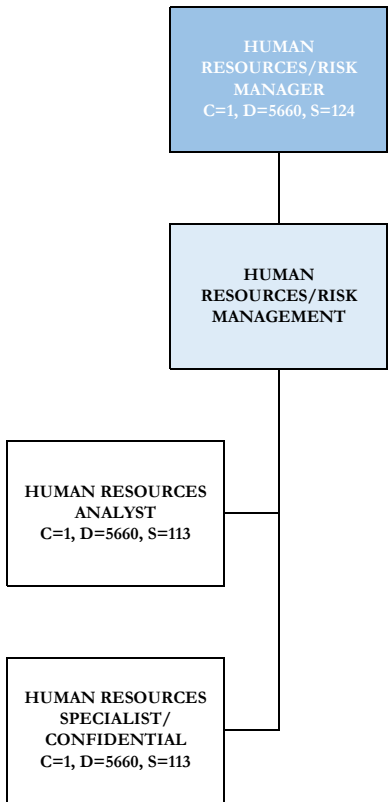 HUMAN
RESOURCES/RISK
MANAGER
C=1, D=5660, S=124
HUMAN
RESOURCES/RISK
MANAGEMENT
HUMAN RESOURCES
ANALYST
C=1, D=5660, S=113
HUMAN RESOURCES
SPECIALIST/
CONFIDENTIAL
C=1, D=5660, S=113